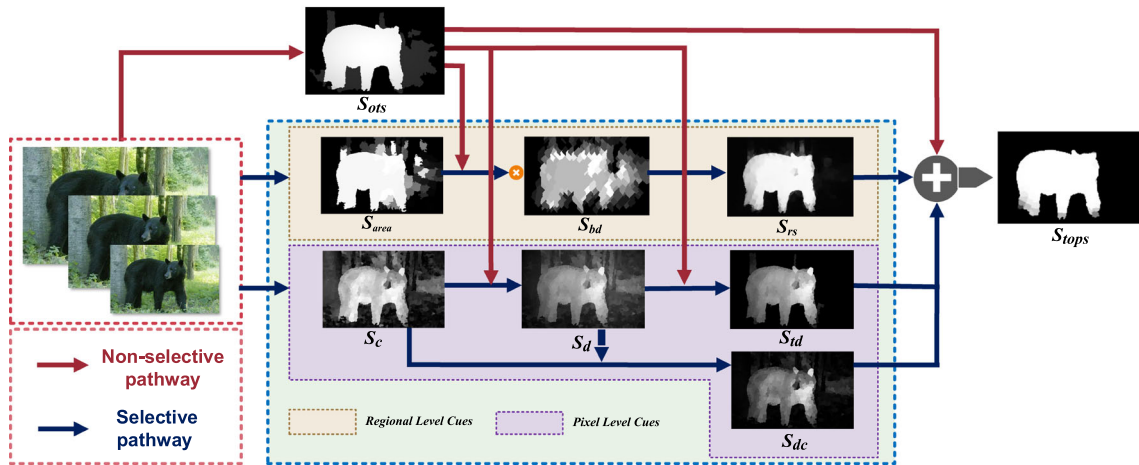 S_ots
S_area
S_bd
S_rs
S_tops
S_c
S_d
S_td
S_dc
Non-selective
pathway
Selective
pathway
Regional Level Cues
Pixel Level Cues